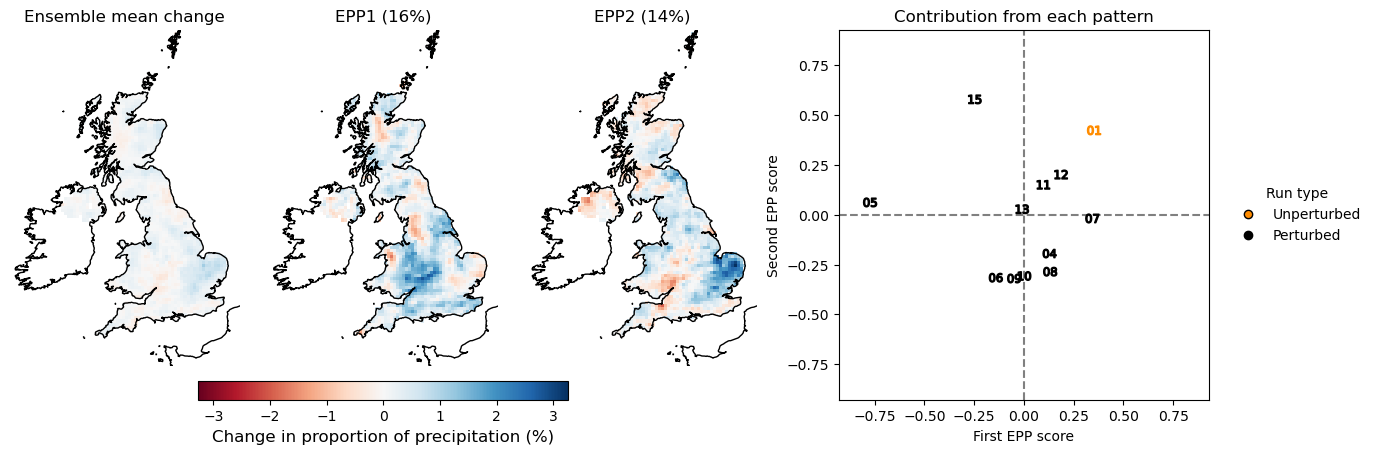 Ensemble mean change
EPP1 (16%)
EPP2 (14%)
Contribution from each pattern
−3 −2 −1 0 1 2 3
Change in proportion of precipitation (%)
Second EPP score
0.75
0.50
0.25
0.00
−0.25
−0.50
−0.75
15
01
12
11
05
13
07
04
08
06
09
10
−0.75 −0.50 −0.25 0.00 0.25 0.50 0.75
First EPP score
Run type
Unperturbed
Perturbed